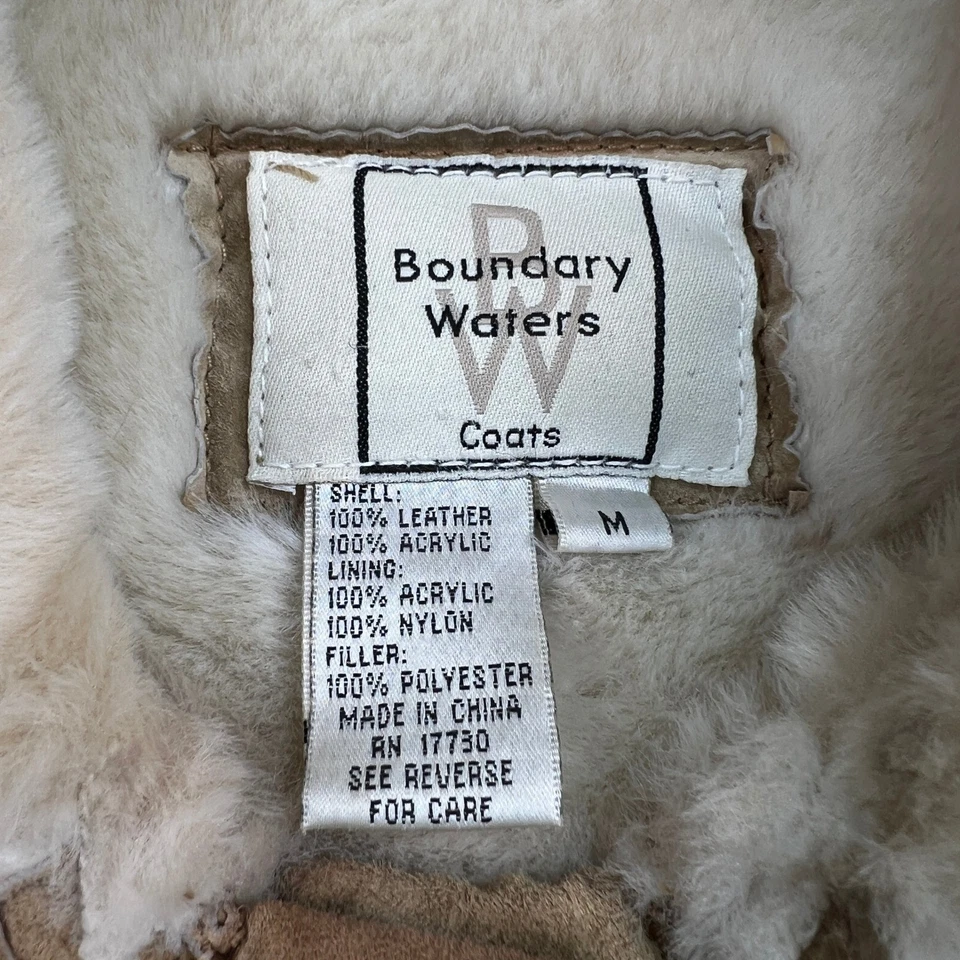 BW
Boundary
Waters
Coats
M
SHELL:
100% LEATHER
100% ACRYLIC
LINING:
100% ACRYLIC
100% NYLON
FILLER:
100% POLYESTER
MADE IN CHINA
RN 17730
SEE REVERSE
FOR CARE